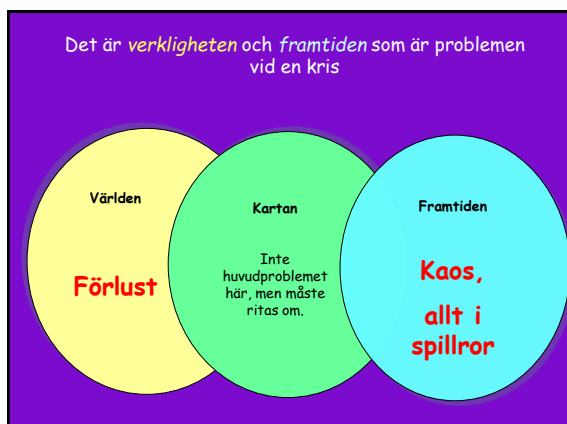 Det är verkligheten och framtiden som är problemen
vid en kris
Världen
Förlust
Kartan
Inte
huvudproblemet
här, men måste
ritas om.
Framtiden
Kaos,
allt i
spillror